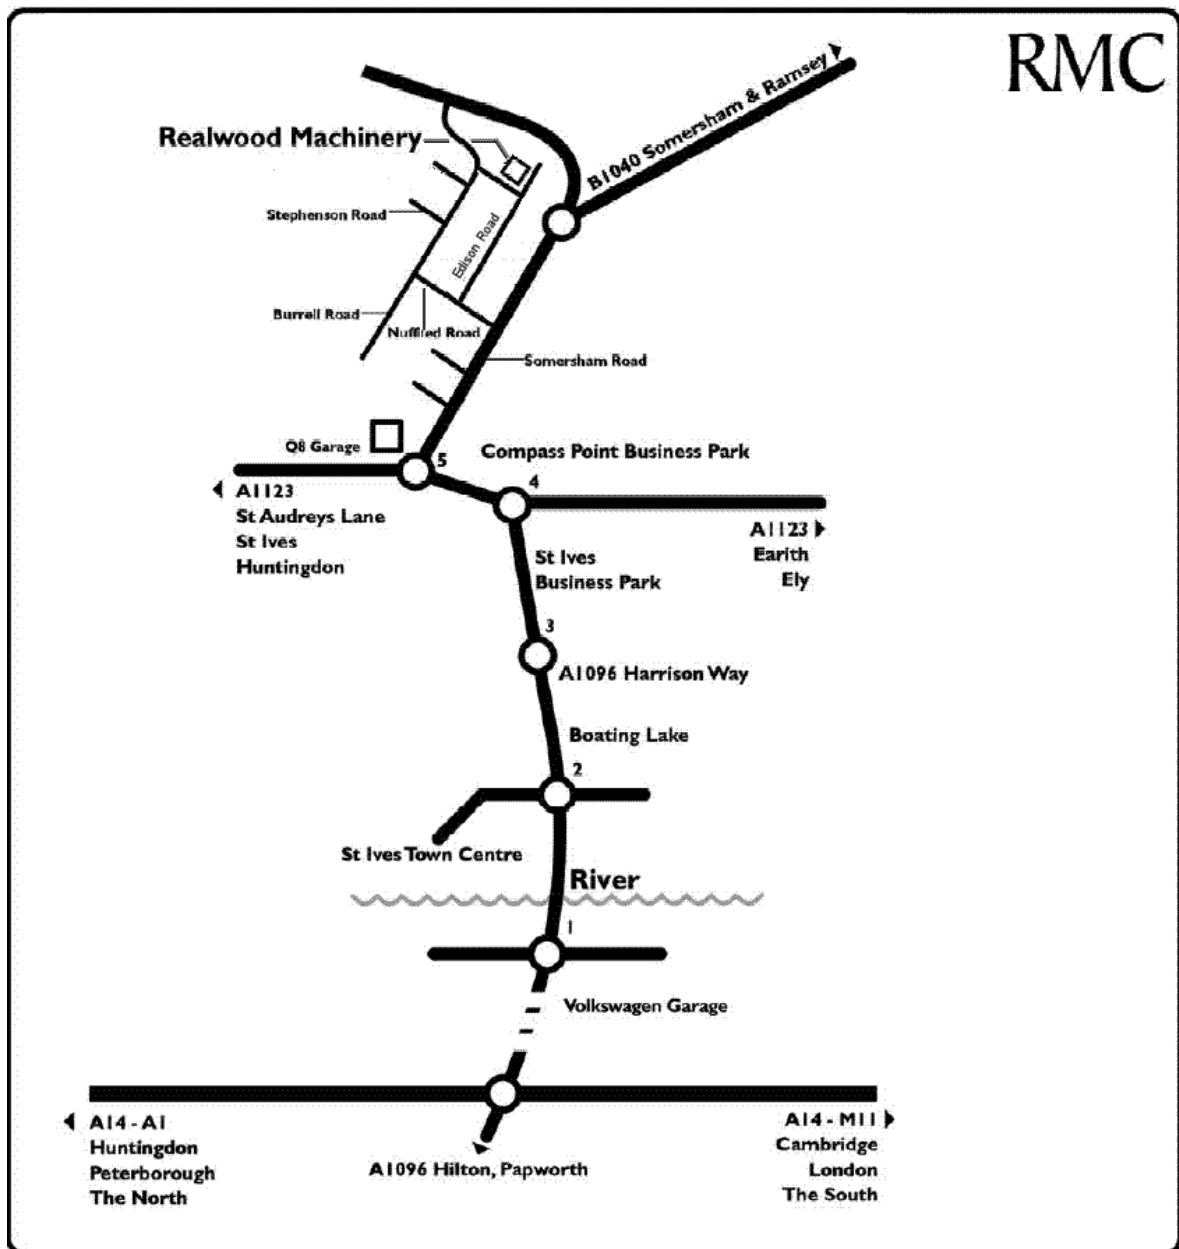 RMC
B1040 Somersham & Ramsey
Realwood Machinery
Stephenson Road
Edison Road
Burrell Road
Nuffired Road
Somersham Road
Q8 Garage
5
Compass Point Business Park
4
A1123
St Audreys Lane
St Ives
Huntingdon
A1123
Earith
Ely
St Ives
Business Park
3
A1096 Harrison Way
Boating Lake
2
St Ives Town Centre
River
1
Volkswagen Garage
A14 - A1
Huntingdon
Peterborough
The North
A14 - M11
Cambridge
London
The South
A1096 Hilton, Papworth